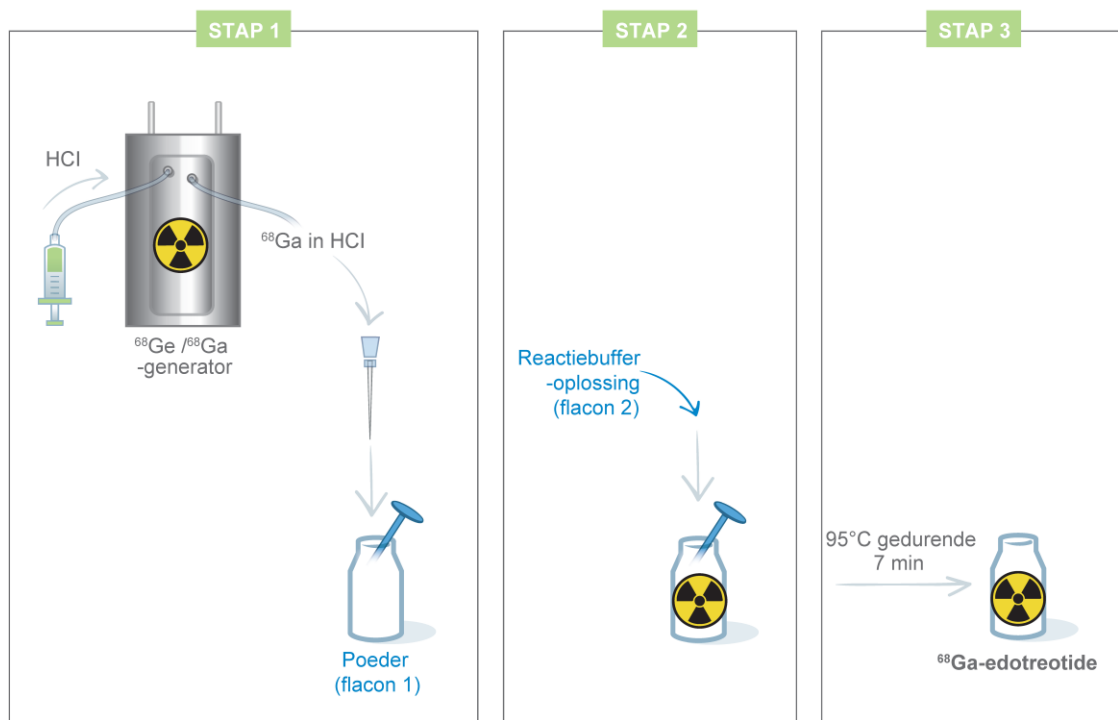 STAP 1
HCl
⁶⁸Ga in HCl
⁶⁸Ge /⁶⁸Ga
-generator
Poeder
(flacon 1)
STAP 2
Reactiebuffer
-oplossing
(flacon 2)
STAP 3
95°C gedurende
7 min
⁶⁸Ga-edotreotide